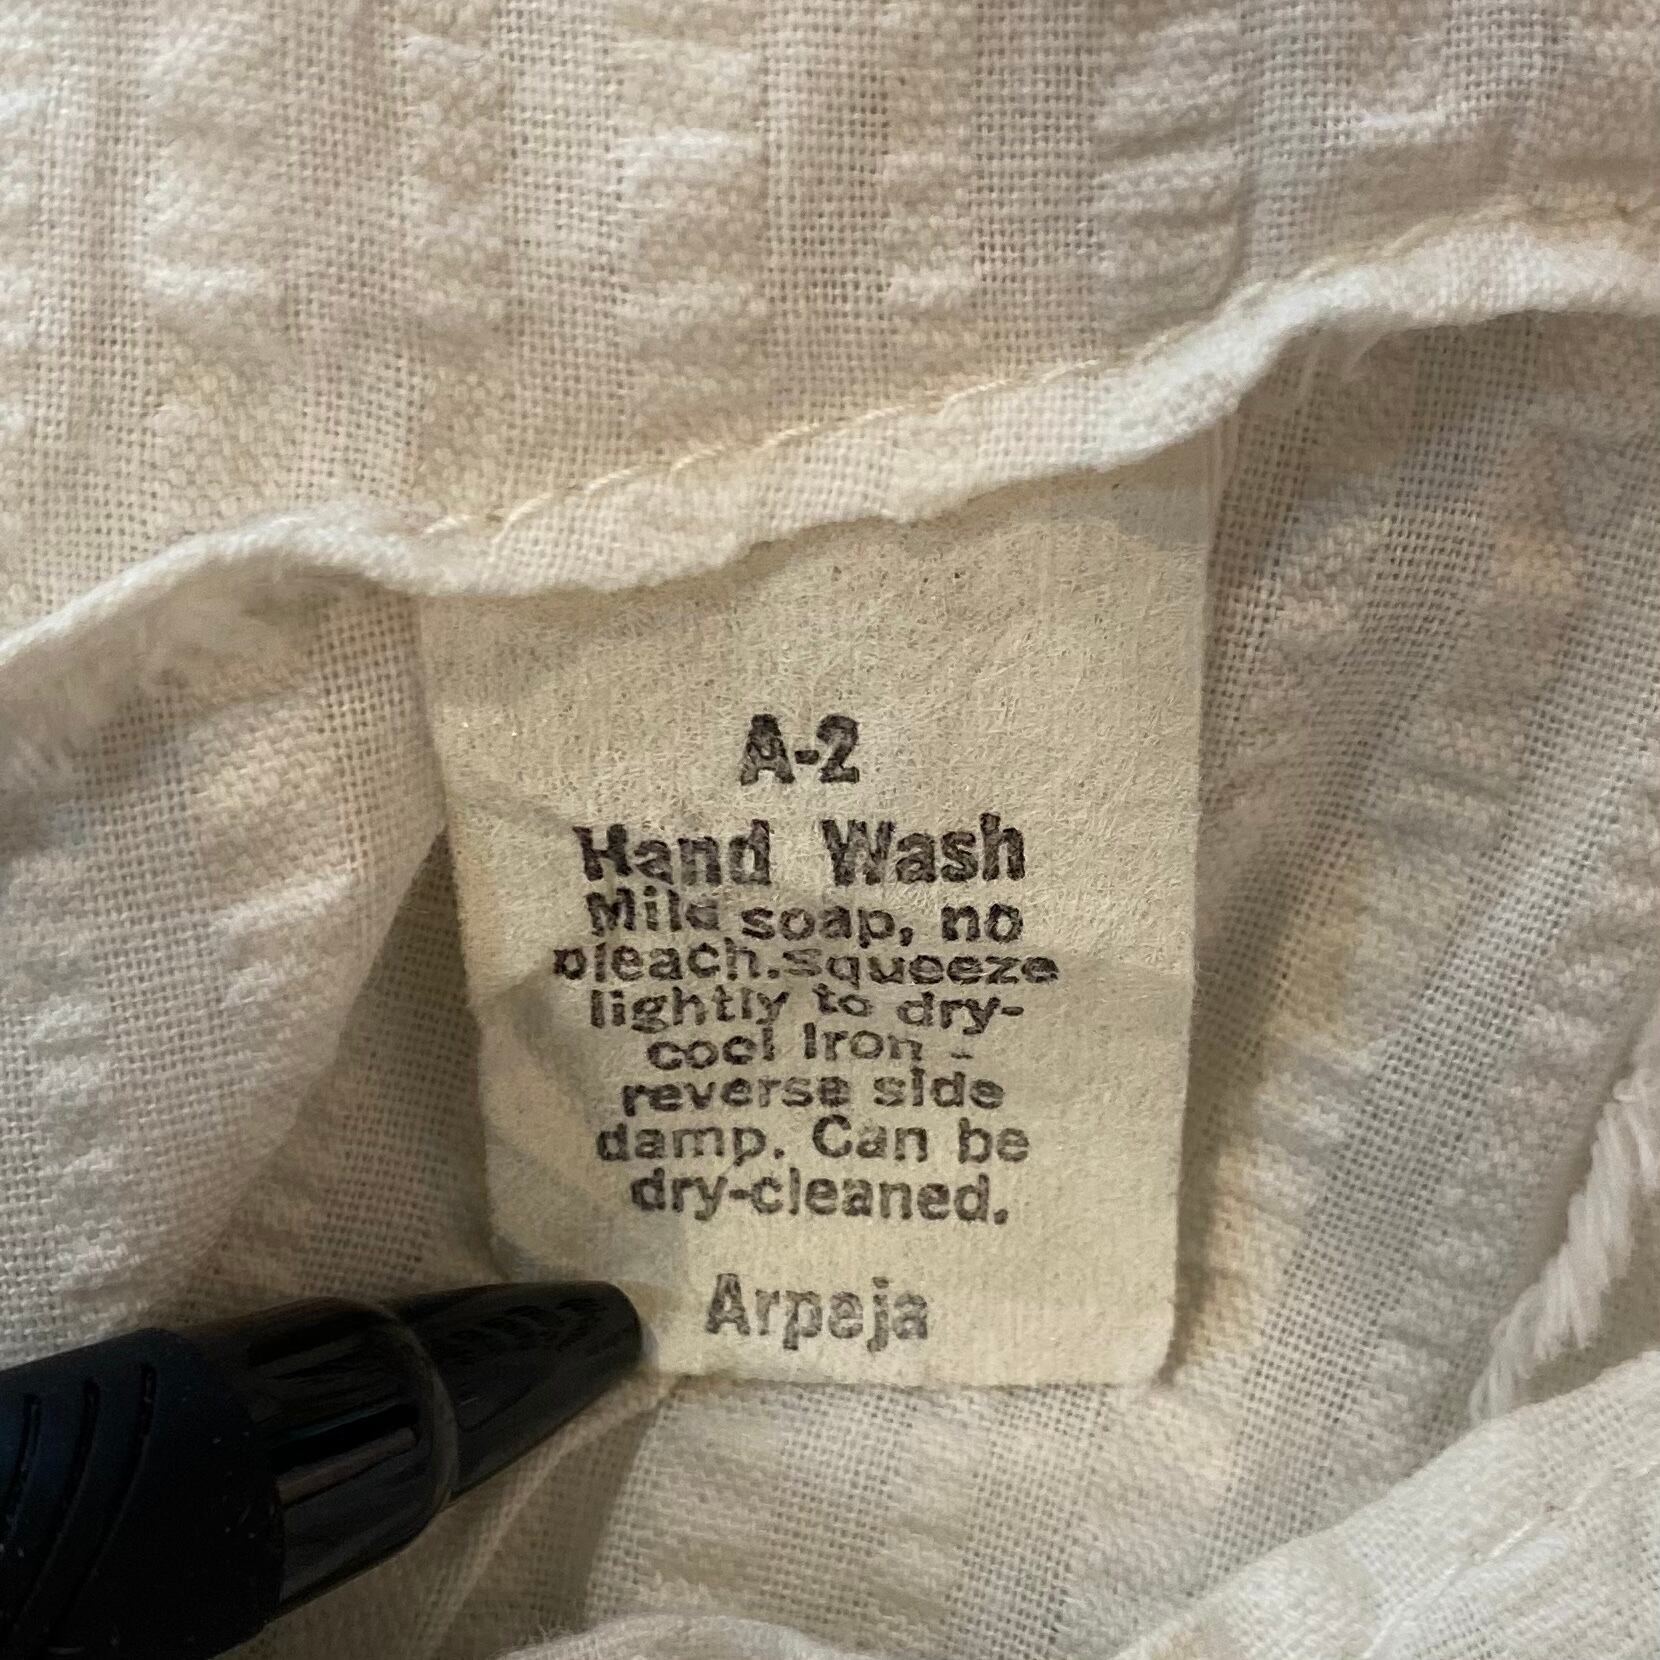 A-2
Hand Wash
Mild soap, no
bleach.squeeze
lightly to dry-
cool Iron -
reverse side
damp. Can be
dry-cleaned.
Arpeja